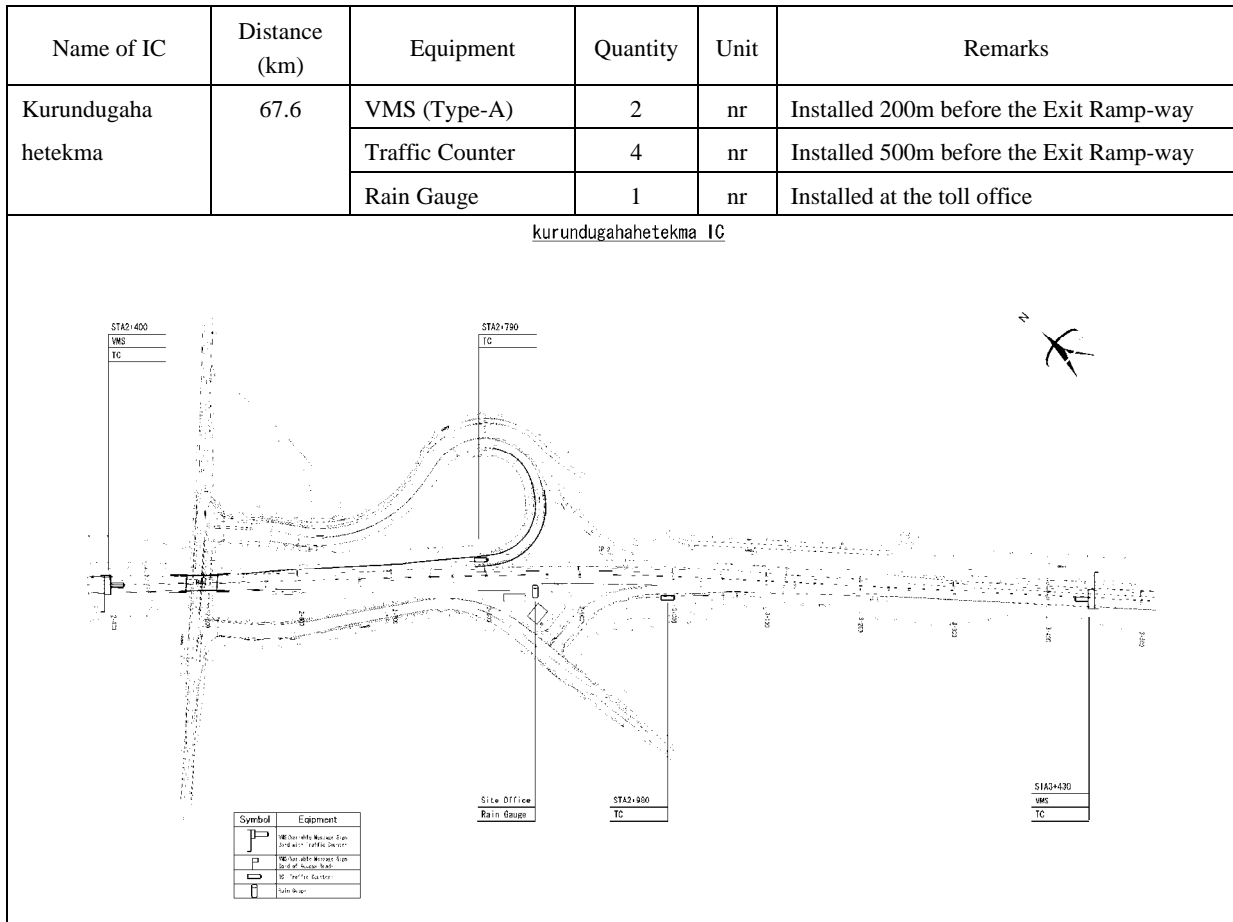 Name of IC Distance (km) Equipment Quantity Unit Remarks
Kurundugaha hetekma 67.6 VMS (Type-A) 2 nr Installed 200m before the Exit Ramp-way
Traffic Counter 4 nr Installed 500m before the Exit Ramp-way
Rain Gauge 1 nr Installed at the toll office
kurundugahahetekma IC
STA2+400
VMS
TC
STA2+790
TC
N
Site Office
Rain Gauge
STA2+980
TC
STA3+430
VMS
TC
Symbol Eqipment
Rain Gauge